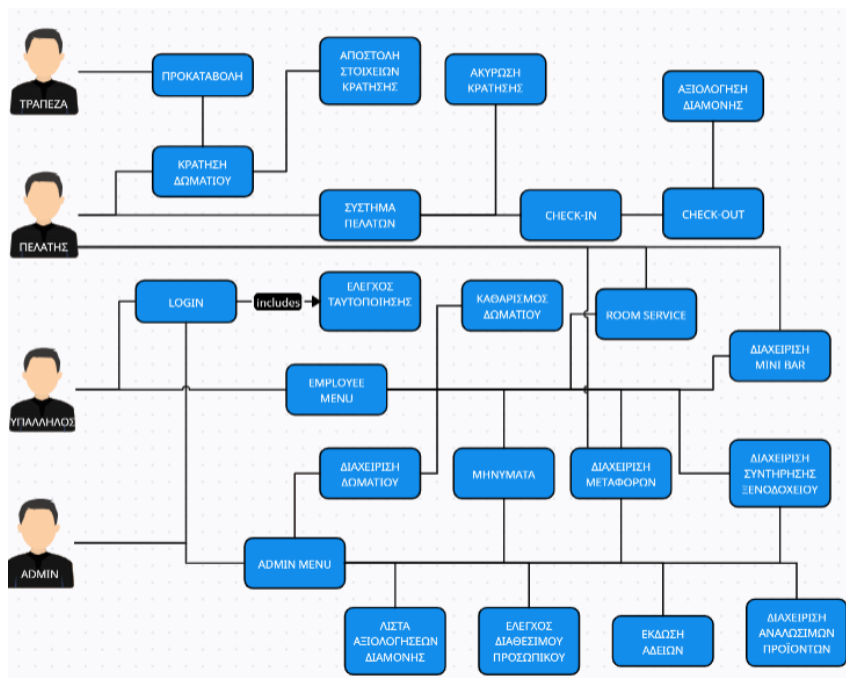 ΤΡΑΠΕΖΑ
ΠΡΟΚΑΤΑΒΟΛΗ
ΑΠΟΣΤΟΛΗ
ΣΤΟΙΧΕΙΩΝ
ΚΡΑΤΗΣΗΣ
ΑΚΥΡΩΣΗ
ΚΡΑΤΗΣΗΣ
ΑΞΙΟΛΟΓΗΣΗ
ΔΙΑΜΟΝΗΣ
ΚΡΑΤΗΣΗ
ΔΩΜΑΤΙΟΥ
ΠΕΛΑΤΗΣ
ΣΥΣΤΗΜΑ
ΠΕΛΑΤΩΝ
CHECK-IN
CHECK-OUT
LOGIN
includes
ΕΛΕΓΧΟΣ
ΤΑΥΤΟΠΟΙΗΣΗΣ
ΚΑΘΑΡΙΣΜΟΣ
ΔΩΜΑΤΙΟΥ
ROOM SERVICE
ΔΙΑΧΕΙΡΙΣΗ
MINI BAR
ΥΠΑΛΛΗΛΟΣ
EMPLOYEE
MENU
ΔΙΑΧΕΙΡΙΣΗ
ΔΩΜΑΤΙΟΥ
ΜΗΝΥΜΑΤΑ
ΔΙΑΧΕΙΡΙΣΗ
ΜΕΤΑΦΟΡΩΝ
ΔΙΑΧΕΙΡΙΣΗ
ΣΥΝΤΗΡΗΣΗΣ
ΞΕΝΟΔΟΧΕΙΟΥ
ADMIN
ADMIN MENU
ΛΙΣΤΑ
ΑΞΙΟΛΟΓΗΣΕΩΝ
ΔΙΑΜΟΝΗΣ
ΕΛΕΓΧΟΣ
ΔΙΑΘΕΣΙΜΟΥ
ΠΡΟΣΩΠΙΚΟΥ
ΕΚΔΩΣΗ
ΑΔΕΙΩΝ
ΔΙΑΧΕΙΡΙΣΗ
ΑΝΑΛΩΣΙΜΩΝ
ΠΡΟΪΟΝΤΩΝ